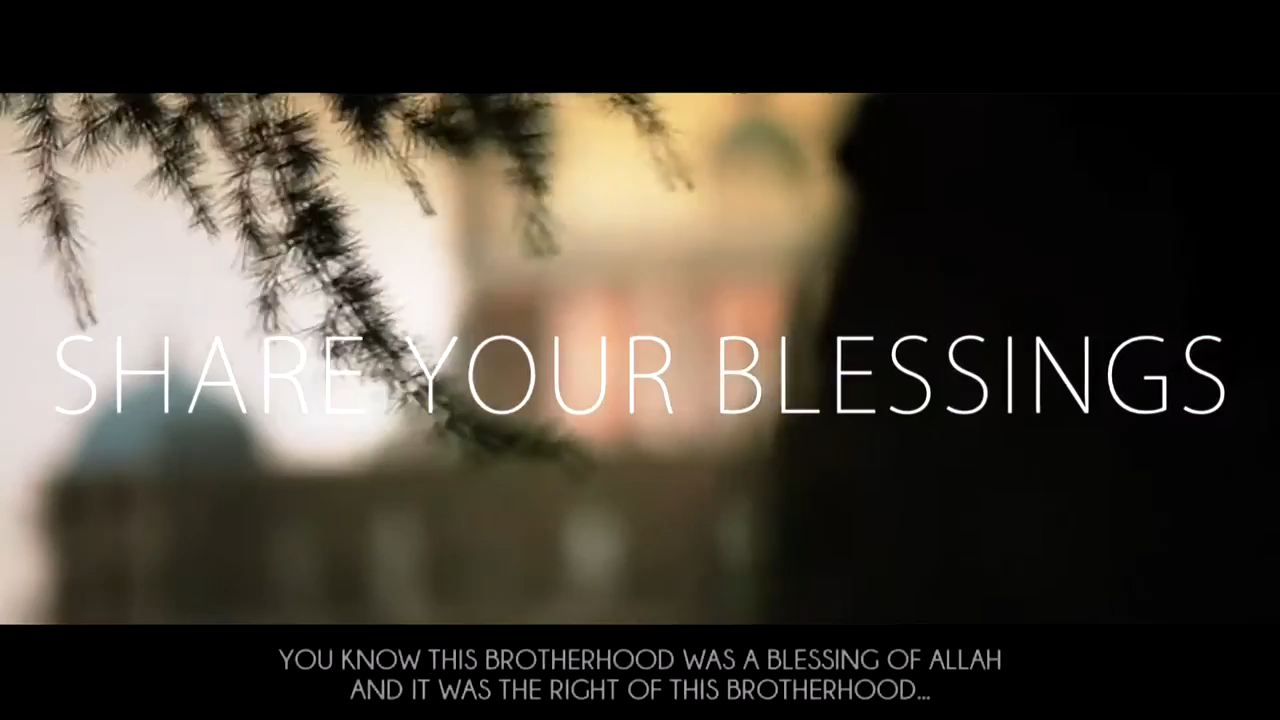 SHARE YOUR BLESSINGS
YOU KNOW THIS BROTHERHOOD WAS A BLESSING OF ALLAH
AND IT WAS THE RIGHT OF THIS BROTHERHOOD...